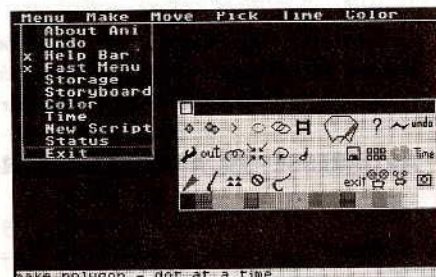 Menu Make Move Pick Time Color
About Ani
Undo
x Help Bar
x Fast Menu
Storage
Storyboard
Color
Time
New Script
Status
Exit
? undo
out Time
exit
make polygon - dot at a time